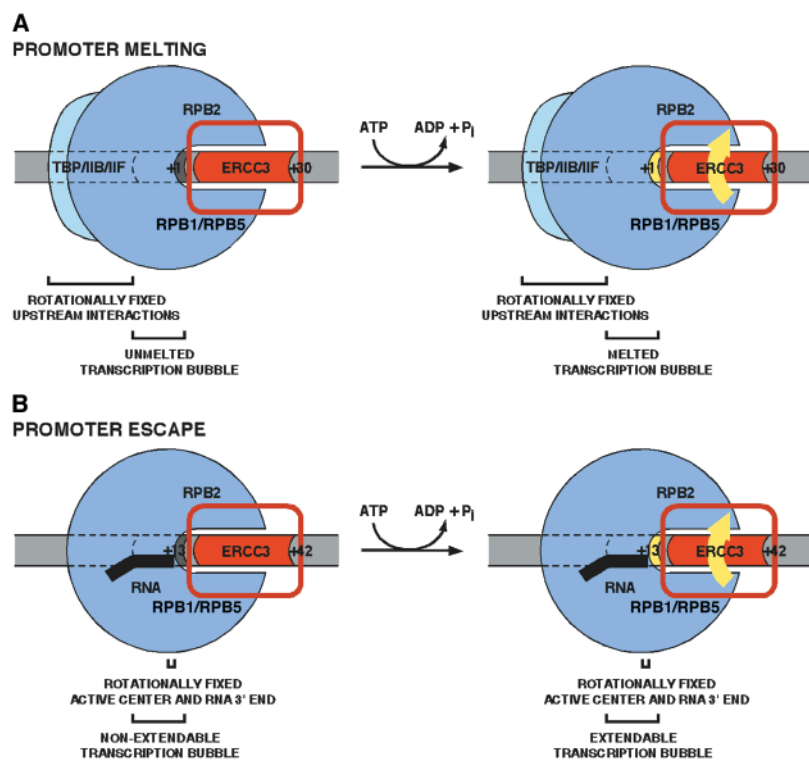 A
PROMOTER MELTING
RPB2
TBP/IIB/IIF
+1
ERCC3
+30
RPB1/RPB5
ROTATIONALLY FIXED
UPSTREAM INTERACTIONS
UNMELTED
TRANSCRIPTION BUBBLE
ATP
ADP + Pi
RPB2
TBP/IIB/IIF
+1
ERCC3
+30
RPB1/RPB5
ROTATIONALLY FIXED
UPSTREAM INTERACTIONS
MELTED
TRANSCRIPTION BUBBLE
B
PROMOTER ESCAPE
RPB2
+13
ERCC3
+42
RNA
RPB1/RPB5
ROTATIONALLY FIXED
ACTIVE CENTER AND RNA 3' END
NON-EXTENDABLE
TRANSCRIPTION BUBBLE
ATP
ADP + Pi
RPB2
+13
ERCC3
+42
RNA
RPB1/RPB5
ROTATIONALLY FIXED
ACTIVE CENTER AND RNA 3' END
EXTENDABLE
TRANSCRIPTION BUBBLE